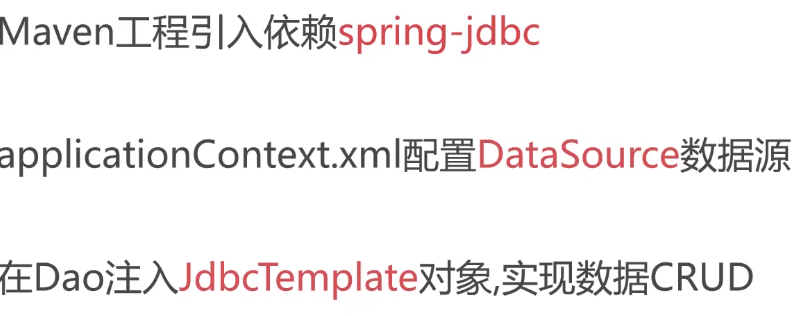 Maven工程引入依赖spring-jdbc
applicationContext.xml配置DataSource数据源
在Dao注入JdbcTemplate对象,实现数据CRUD